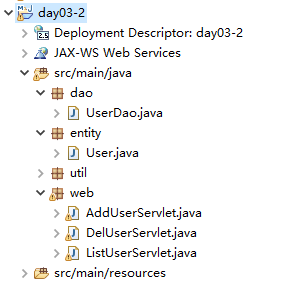 day03-2
Deployment Descriptor: day03-2
JAX-WS Web Services
src/main/java
dao
UserDao.java
entity
User.java
util
web
AddUserServlet.java
DelUserServlet.java
ListUserServlet.java
src/main/resources